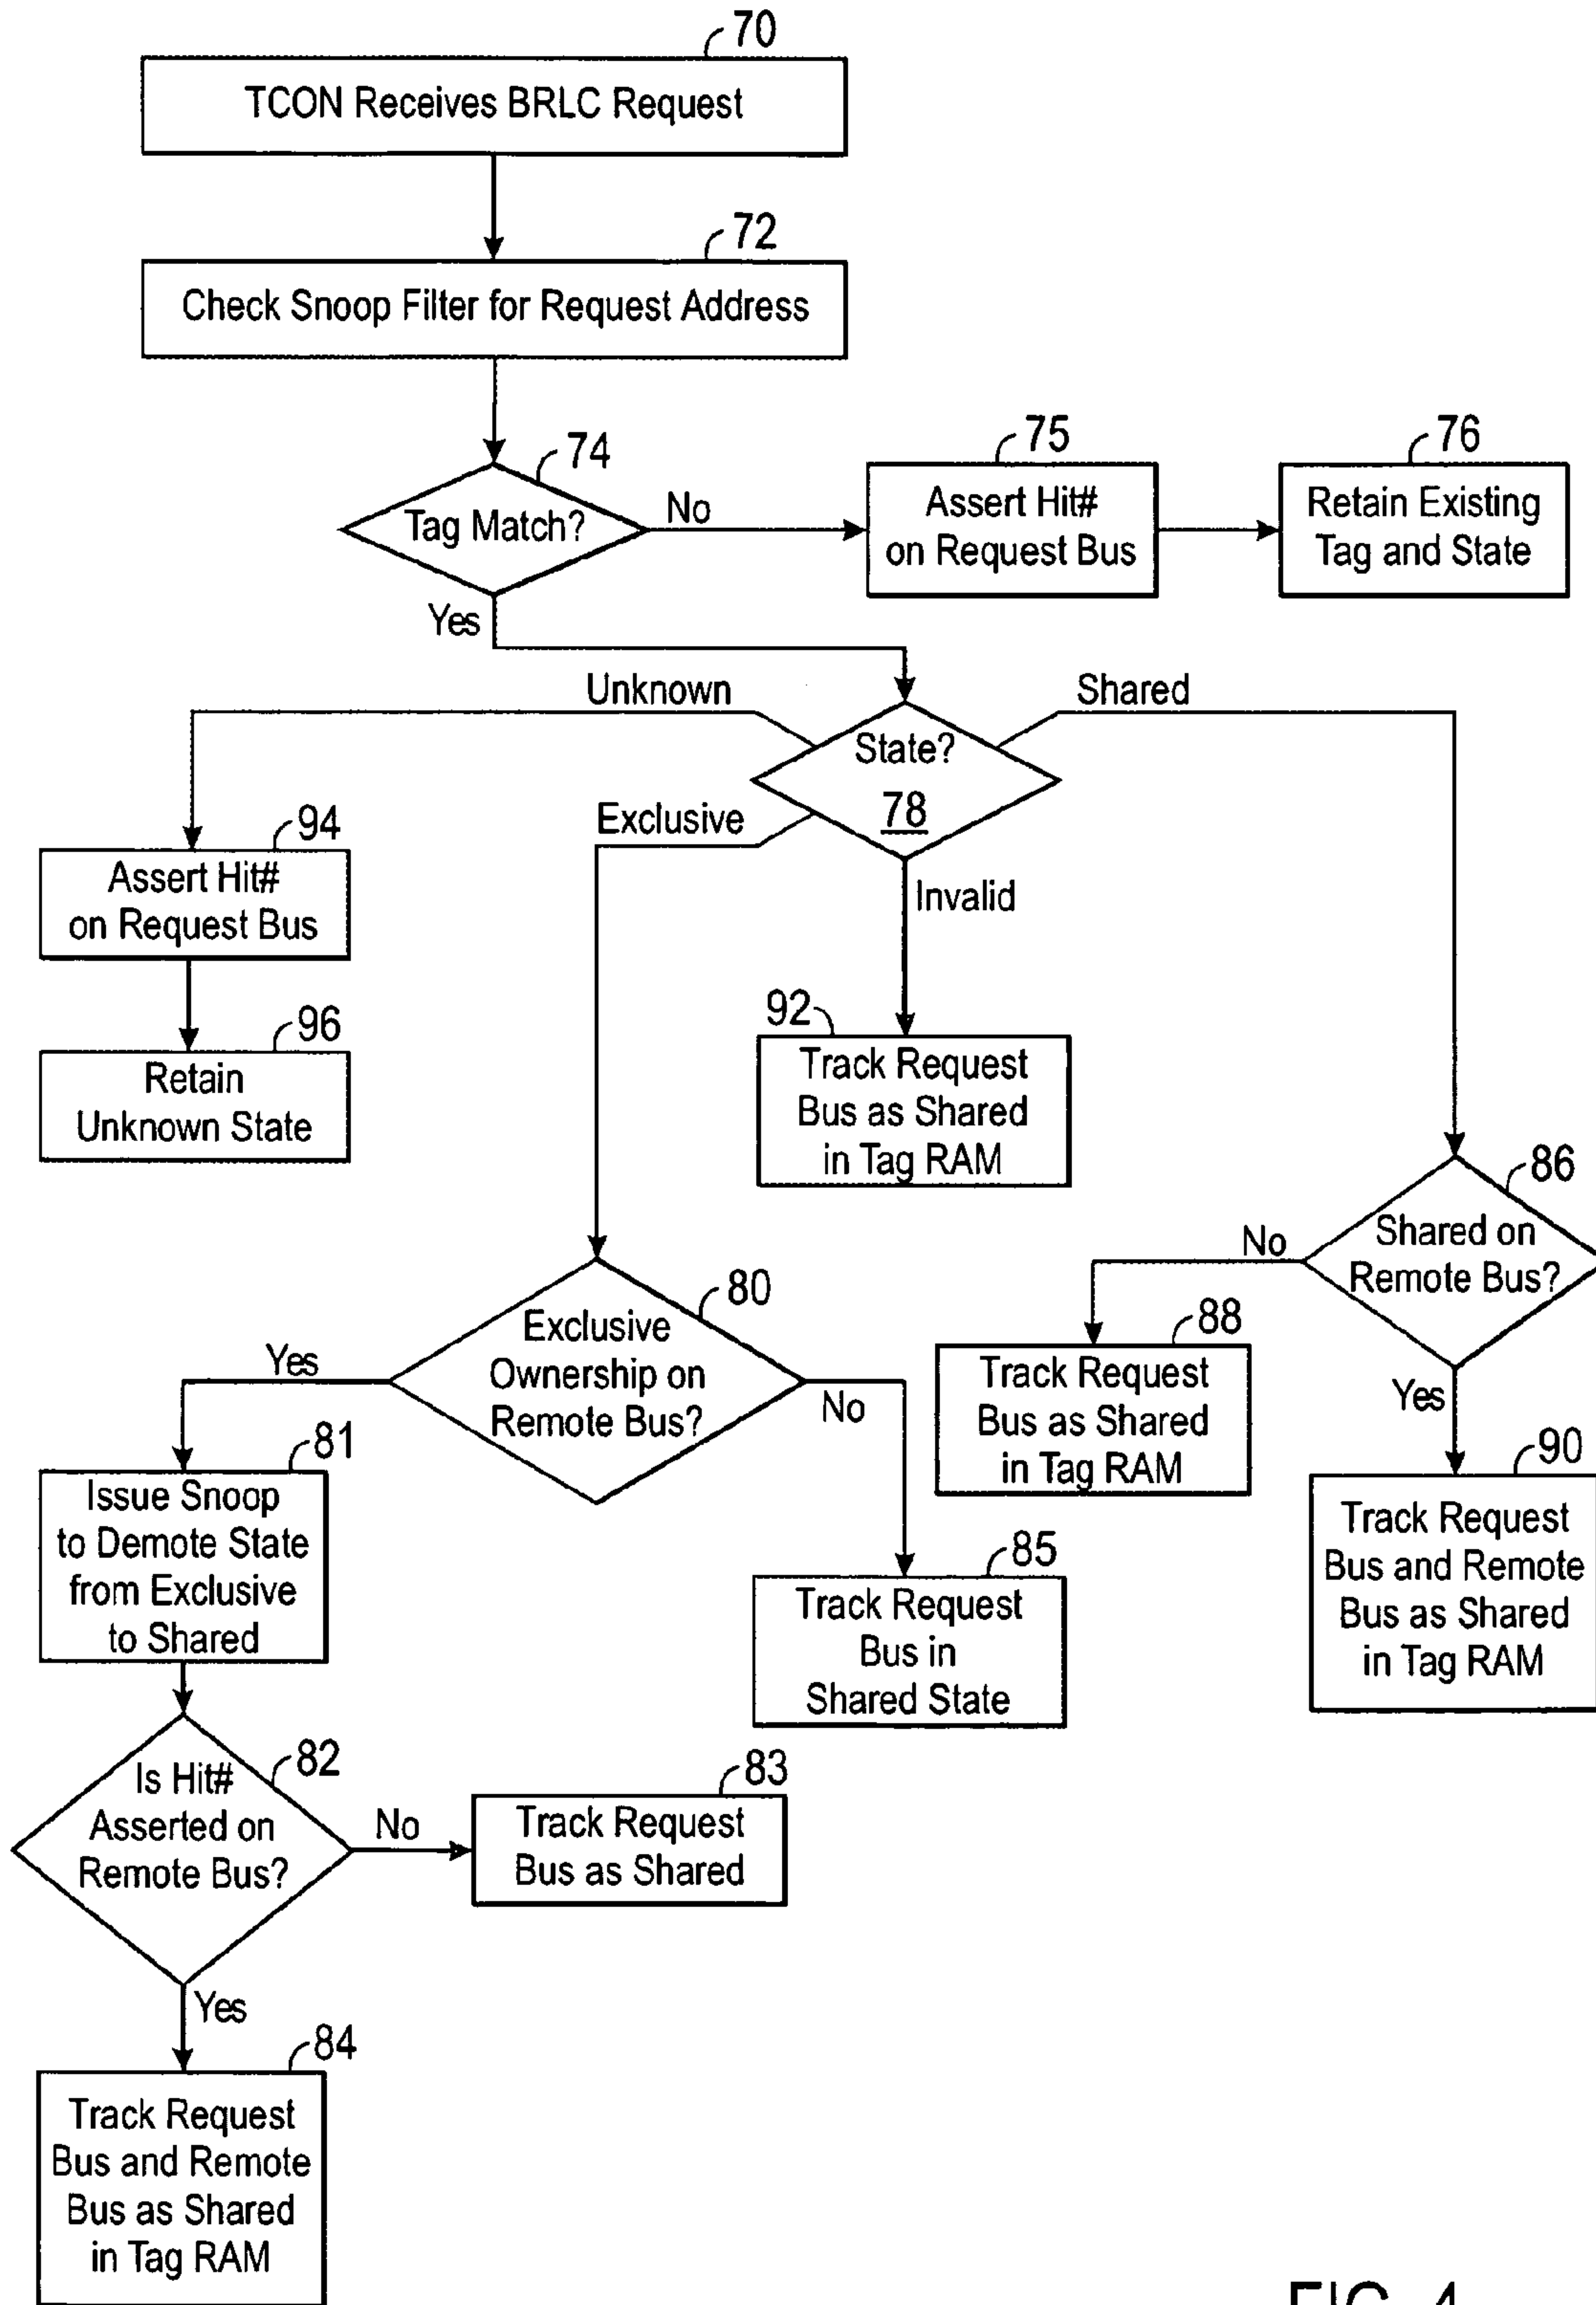 70
TCON Receives BRLC Request
72
Check Snoop Filter for Request Address
74
Tag Match?
No
Yes
75
Assert Hit#
on Request Bus
76
Retain Existing
Tag and State
Unknown
Shared
State?
78
Exclusive
Invalid
94
Assert Hit#
on Request Bus
96
Retain
Unknown State
92
Track Request
Bus as Shared
in Tag RAM
86
Shared on
Remote Bus?
No
Yes
88
Track Request
Bus as Shared
in Tag RAM
90
Track Request
Bus and Remote
Bus as Shared
in Tag RAM
80
Exclusive
Ownership on
Remote Bus?
Yes
No
81
Issue Snoop
to Demote State
from Exclusive
to Shared
85
Track Request
Bus in
Shared State
82
Is Hit#
Asserted on
Remote Bus?
No
Yes
83
Track Request
Bus as Shared
84
Track Request
Bus and Remote
Bus as Shared
in Tag RAM
FIG. 4